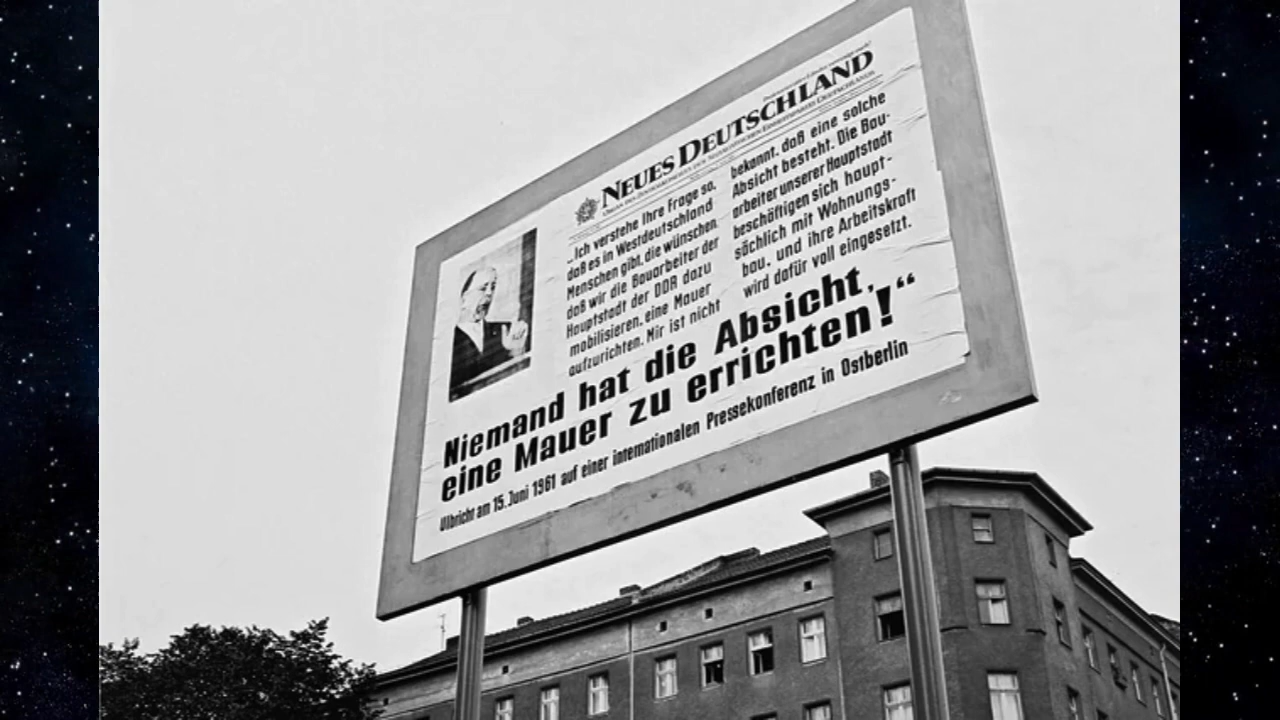 NEUES DEUTSCHLAND
„Ich verstehe Ihre Frage so,
daß es in Westdeutschland
Menschen gibt, die wünschen
daß wir die Bauarbeiter der
Hauptstadt der DDR dazu
mobilisieren, eine Mauer
aufzurichten. Mir ist nicht
bekannt, daß eine solche
Absicht besteht. Die Bau-
arbeiter unserer Hauptstadt
beschäftigen sich haupt-
sächlich mit Wohnungs-
bau, und ihre Arbeitskraft
wird dafür voll eingesetzt.
Niemand hat die Absicht,
eine Mauer zu errichten!“
Ulbricht am 15. Juni 1961 auf einer internationalen Pressekonferenz in Ostberlin